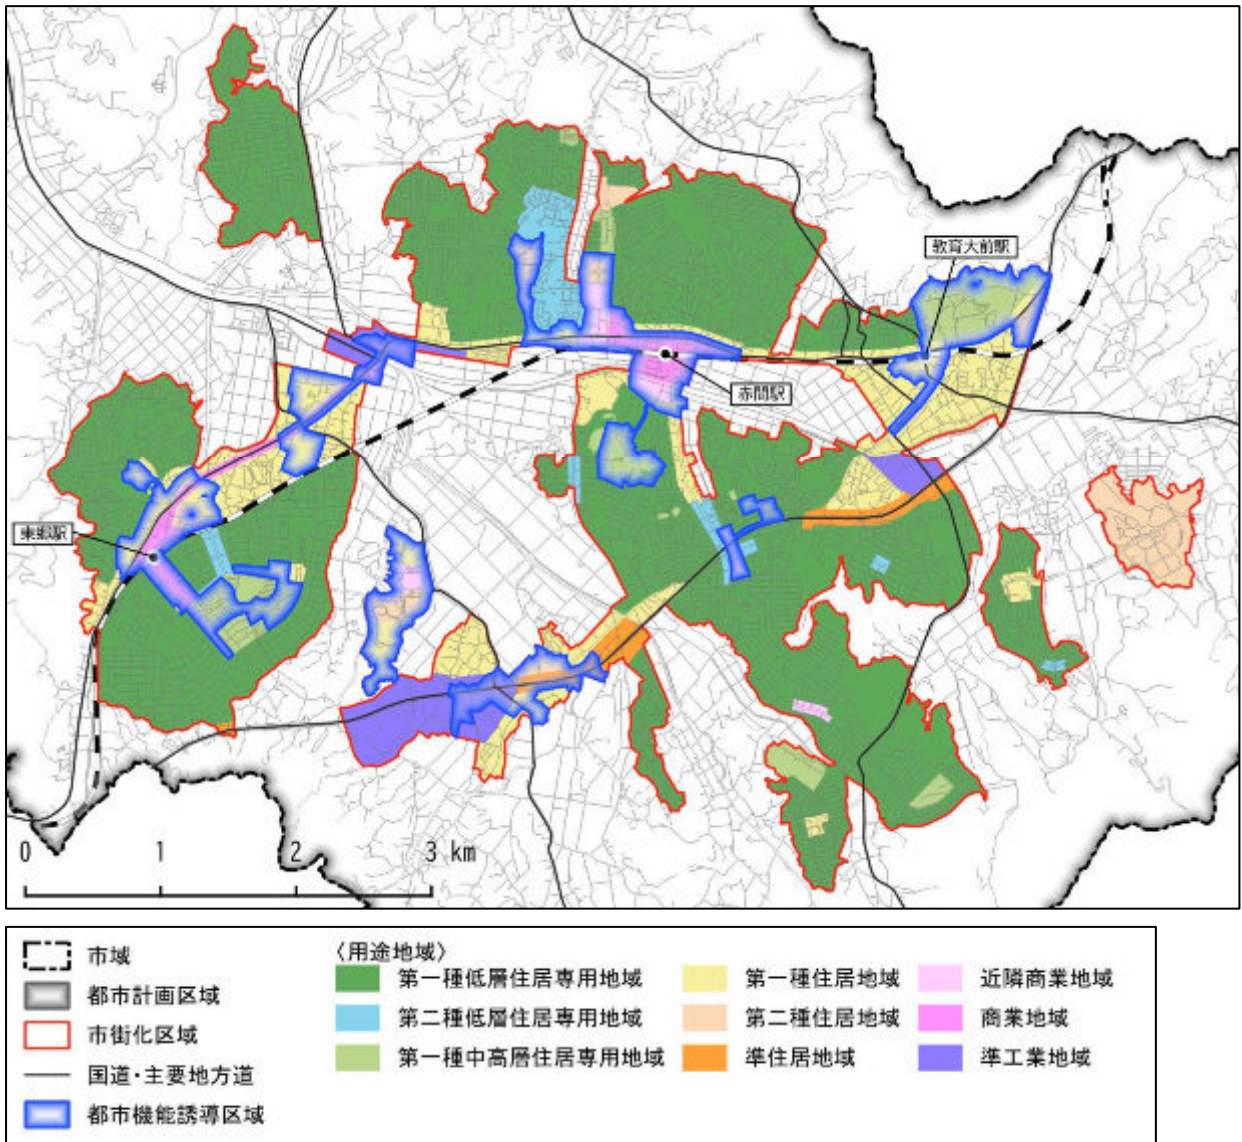 教育大前駅
赤間駅
東郷駅
0 1 2 3 km
市域
都市計画区域
市街化区域
国道・主要地方道
都市機能誘導区域
〈用途地域〉
第一種低層住居専用地域
第二種低層住居専用地域
第一種中高層住居専用地域
第一種住居地域
第二種住居地域
準住居地域
近隣商業地域
商業地域
準工業地域